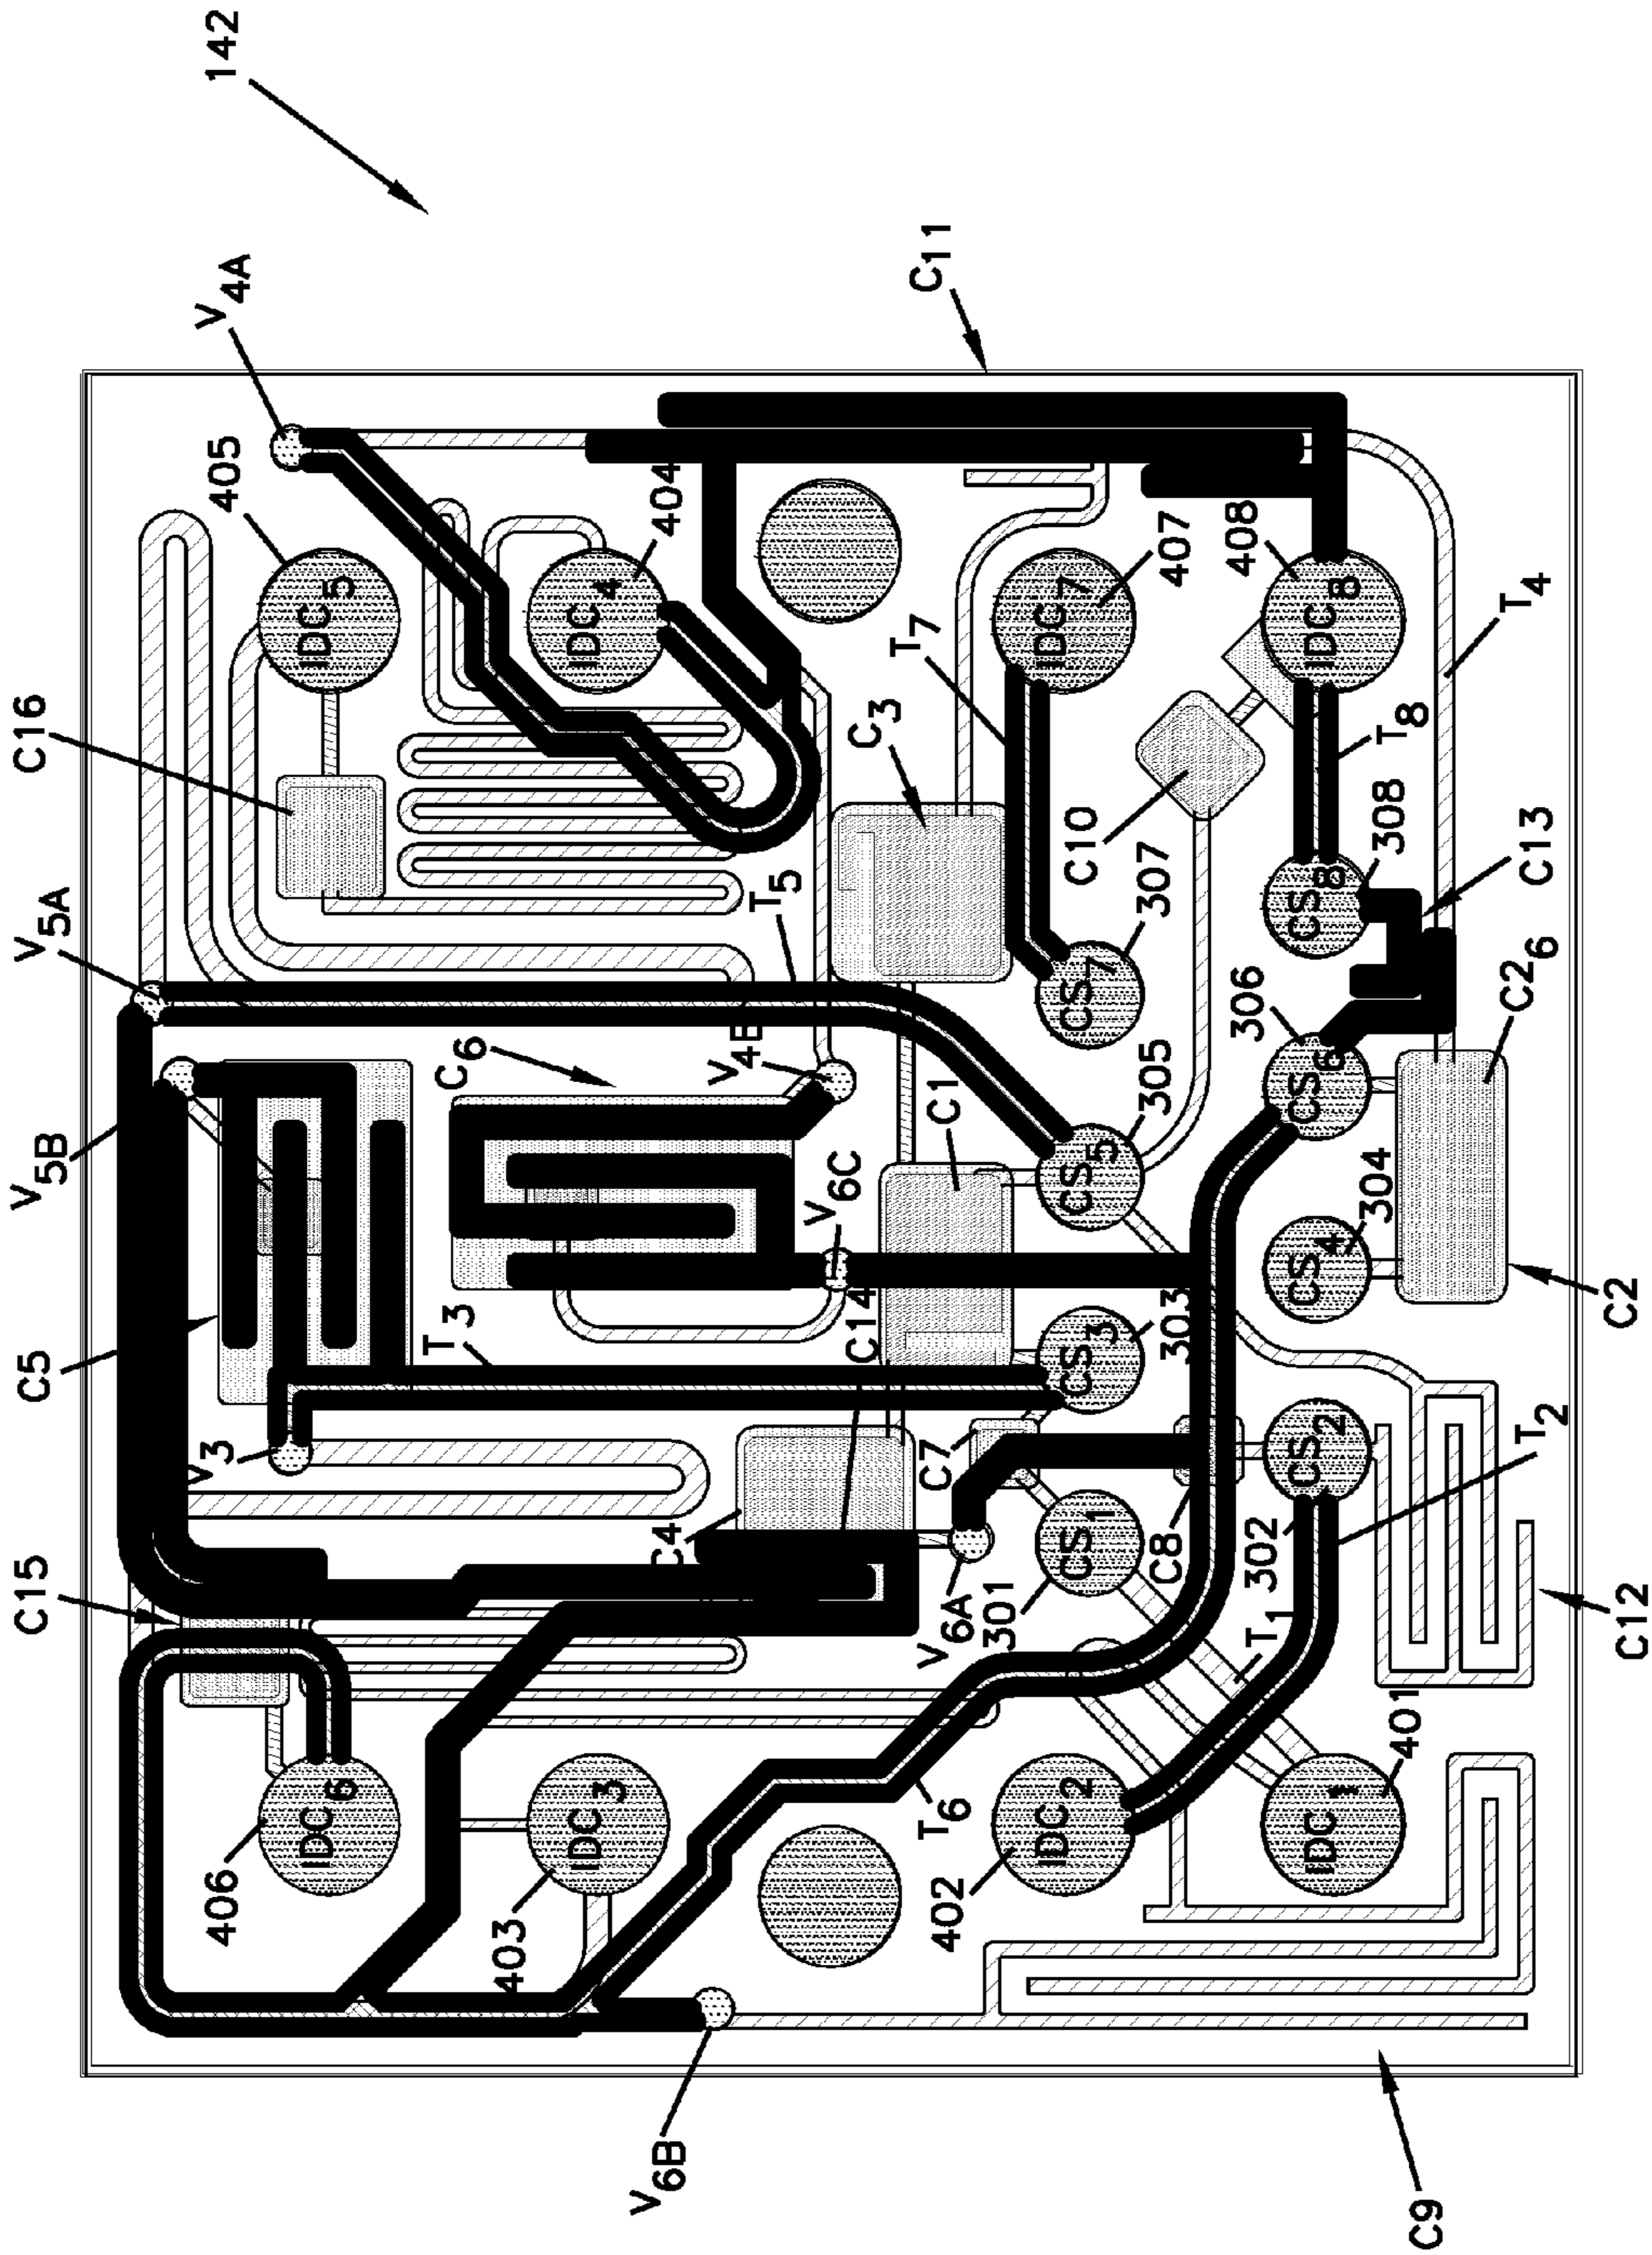 142
V4A
C11
405
404
407
408
T4
IDC5
IDC4
IDC7
IDC8
C16
C3
T7
T8
C10
308
C13
V5A
T5
307
CS7
CS8
306
C26
V5B
C6
V4B
C1
305
CS5
CS6
304
V6C
C5
T3
C14
CS3
303
CS4
C2
V3
C7
CS2
T2
C4
CS1
C8
302
C15
V6A
301
T1
C12
406
IDC6
IDC3
403
T6
IDC2
402
IDC1
401
V6B
C9